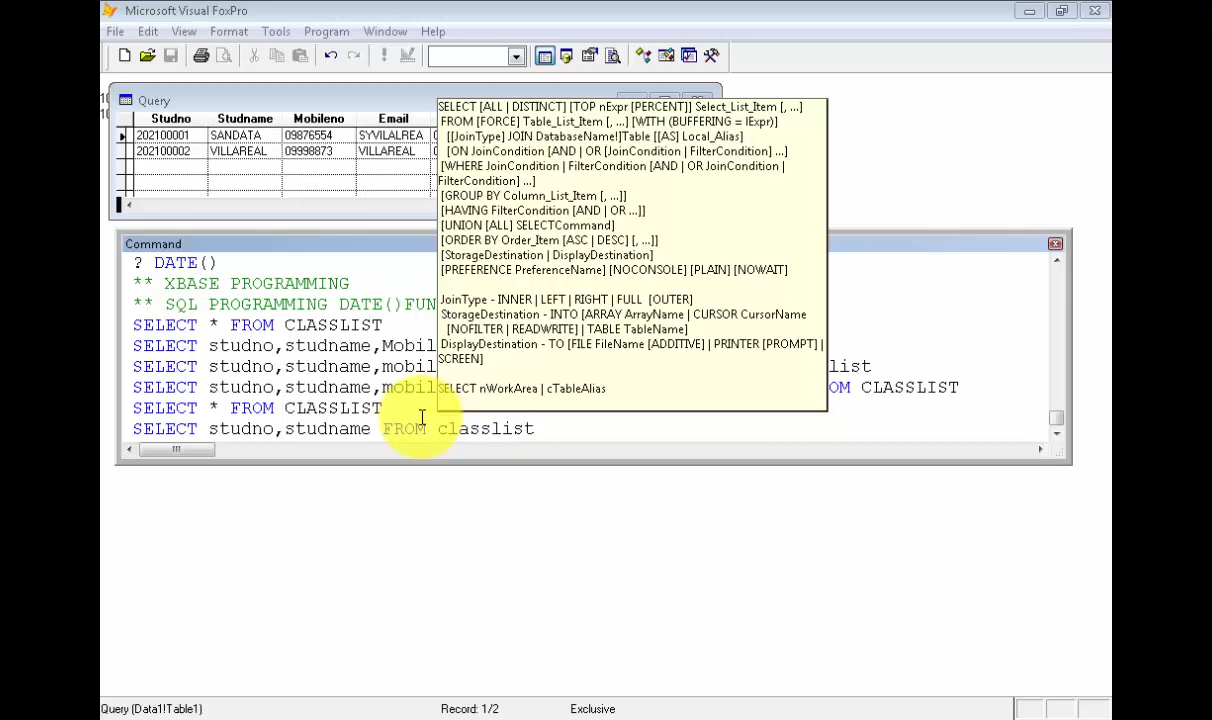 Microsoft Visual FoxPro
File Edit View Format Tools Program Window Help
Query
Studno Studname Mobileno Email
202100001 SANDATA 09876554 SYVILALREA
202100002 VILLAREAL 09998873 VILLAREAL
SELECT [ALL | DISTINCT] [TOP nExpr [PERCENT]] Select_List_Item [, ...]
FROM [FORCE] Table_List_Item [, ...] [WITH (BUFFERING = lExpr)]
[[JoinType] JOIN DatabaseName!]Table [[AS] Local_Alias]
[ON JoinCondition [AND | OR [JoinCondition | FilterCondition] ...]
[WHERE JoinCondition | FilterCondition [AND | OR JoinCondition |
FilterCondition] ...]
[GROUP BY Column_List_Item [, ...]]
[HAVING FilterCondition [AND | OR ...]]
[UNION [ALL] SELECTCommand]
[ORDER BY Order_Item [ASC | DESC] [, ...]]
[StorageDestination | DisplayDestination]
[PREFERENCE PreferenceName] [NOCONSOLE] [PLAIN] [NOWAIT]
JoinType - INNER | LEFT | RIGHT | FULL [OUTER]
StorageDestination - INTO [ARRAY ArrayName | CURSOR CursorName
[NOFILTER | READWRITE] | TABLE TableName]
DisplayDestination - TO [FILE FileName [ADDITIVE] | PRINTER [PROMPT] |
SCREEN]
SELECT nWorkArea | cTableAlias
Command
? DATE()
** XBASE PROGRAMMING
** SQL PROGRAMMING DATE()FUN
SELECT * FROM CLASSLIST
SELECT studno,studname,Mobil
SELECT studno,studname,mobil list
SELECT studno,studname,mobil OM CLASSLIST
SELECT * FROM CLASSLIST
SELECT studno,studname FROM classlist
Query (Data1!Table1) Record: 1/2 Exclusive